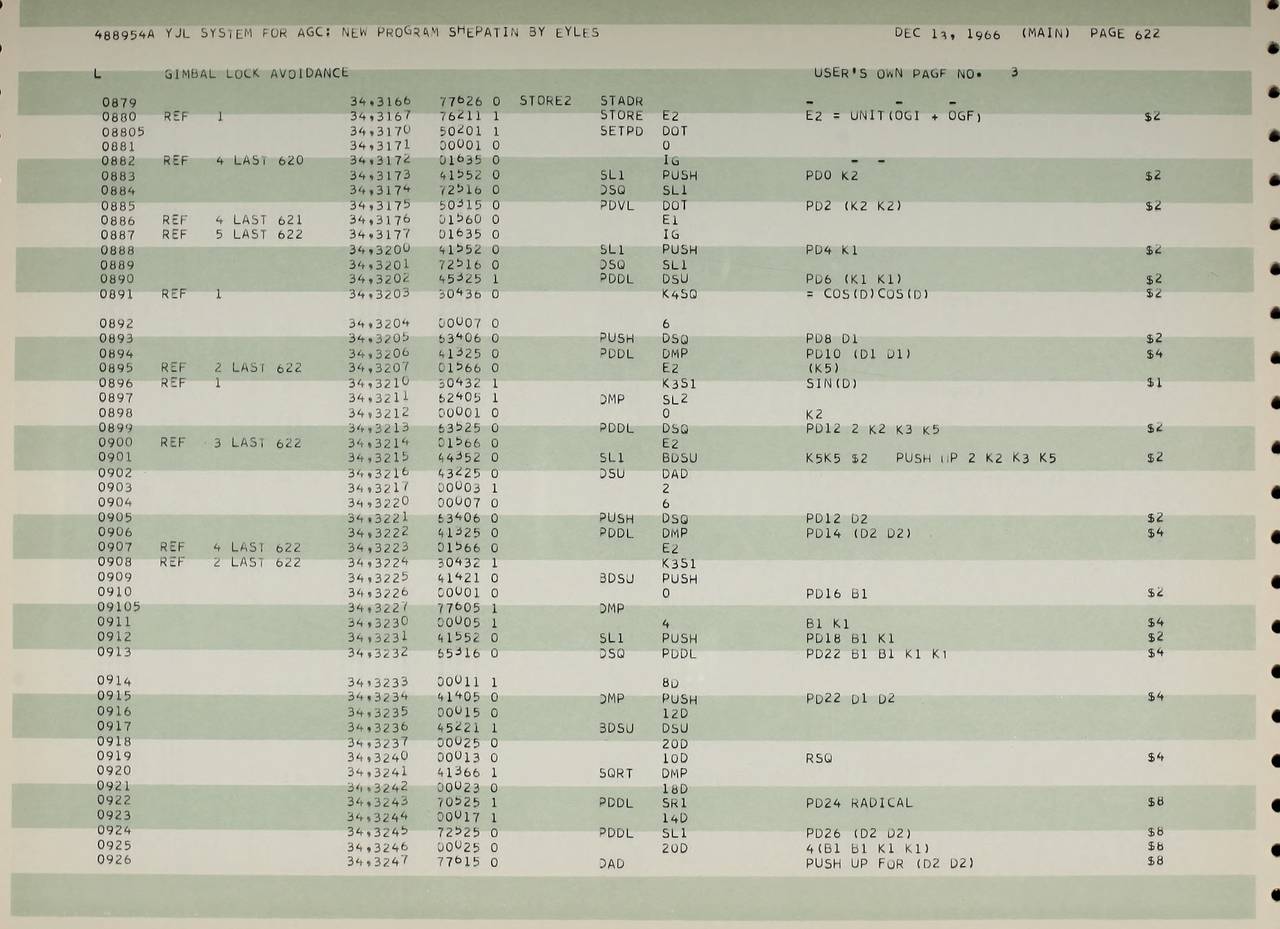 488954A YJL SYSTEM FOR AGC: NEW PROGRAM SHEPATIN BY EYLES DEC 13, 1966 (MAIN) PAGE 622
L GIMBAL LOCK AVOIDANCE USER'S OWN PAGE NO. 3
0879 34,3166 77626 0 STORE2 STADR - - -
0880 REF 1 34,3167 76211 1 STORE E2 E2 = UNIT(OGI + OGF) $2
08805 34,3170 50201 1 SETPD DOT
0881 34,3171 00001 0 0
0882 REF 4 LAST 620 34,3172 01635 0 IG - -
0883 34,3173 41552 0 SL1 PUSH PD0 K2 $2
0884 34,3174 72516 0 DSQ SL1
0885 34,3175 50315 0 PDVL DOT PD2 (K2 K2) $2
0886 REF 4 LAST 621 34,3176 01560 0 E1
0887 REF 5 LAST 622 34,3177 01635 0 IG
0888 34,3200 41552 0 SL1 PUSH PD4 K1 $2
0889 34,3201 72516 0 DSQ SL1
0890 34,3202 45325 1 PDDL DSU PD6 (K1 K1) $2
0891 REF 1 34,3203 30436 0 K4SQ = COS(D)COS(D) $2
0892 34,3204 00007 0 6
0893 34,3205 63406 0 PUSH DSQ PD8 D1 $2
0894 34,3206 41325 0 PDDL DMP PD10 (D1 D1) $4
0895 REF 2 LAST 622 34,3207 01566 0 E2 (K5)
0896 REF 1 34,3210 30432 1 K3S1 SIN(D) $1
0897 34,3211 62405 1 DMP SL2
0898 34,3212 00001 0 0 K2
0899 34,3213 63525 0 PDDL DSQ PD12 2 K2 K3 K5 $2
0900 REF 3 LAST 622 34,3214 01566 0 E2
0901 34,3215 44352 0 SL1 BDSU K5K5 $2 PUSH UP 2 K2 K3 K5 $2
0902 34,3216 43225 0 DSU DAD
0903 34,3217 00003 1 2
0904 34,3220 00007 0 6
0905 34,3221 63406 0 PUSH DSQ PD12 D2 $2
0906 34,3222 41325 0 PDDL DMP PD14 (D2 D2) $4
0907 REF 4 LAST 622 34,3223 01566 0 E2
0908 REF 2 LAST 622 34,3224 30432 1 K3S1
0909 34,3225 41421 0 BDSU PUSH
0910 34,3226 00001 0 0 PD16 B1 $2
09105 34,3227 77605 1 DMP
0911 34,3230 00005 1 4 B1 K1 $4
0912 34,3231 41552 0 SL1 PUSH PD18 B1 K1 $2
0913 34,3232 65316 0 DSQ PDDL PD22 B1 B1 K1 K1 $4
0914 34,3233 00011 1 8D
0915 34,3234 41405 0 DMP PUSH PD22 D1 D2 $4
0916 34,3235 00015 0 12D
0917 34,3236 45221 1 BDSU DSU
0918 34,3237 00025 0 20D
0919 34,3240 00013 0 10D RSQ $4
0920 34,3241 41366 1 SQRT DMP
0921 34,3242 00023 0 18D
0922 34,3243 70525 1 PDDL SR1 PD24 RADICAL $8
0923 34,3244 00017 1 14D
0924 34,3245 72525 0 PDDL SL1 PD26 (D2 D2) $8
0925 34,3246 00025 0 20D 4(B1 B1 K1 K1) $6
0926 34,3247 77615 0 DAD PUSH UP FOR (D2 D2) $8